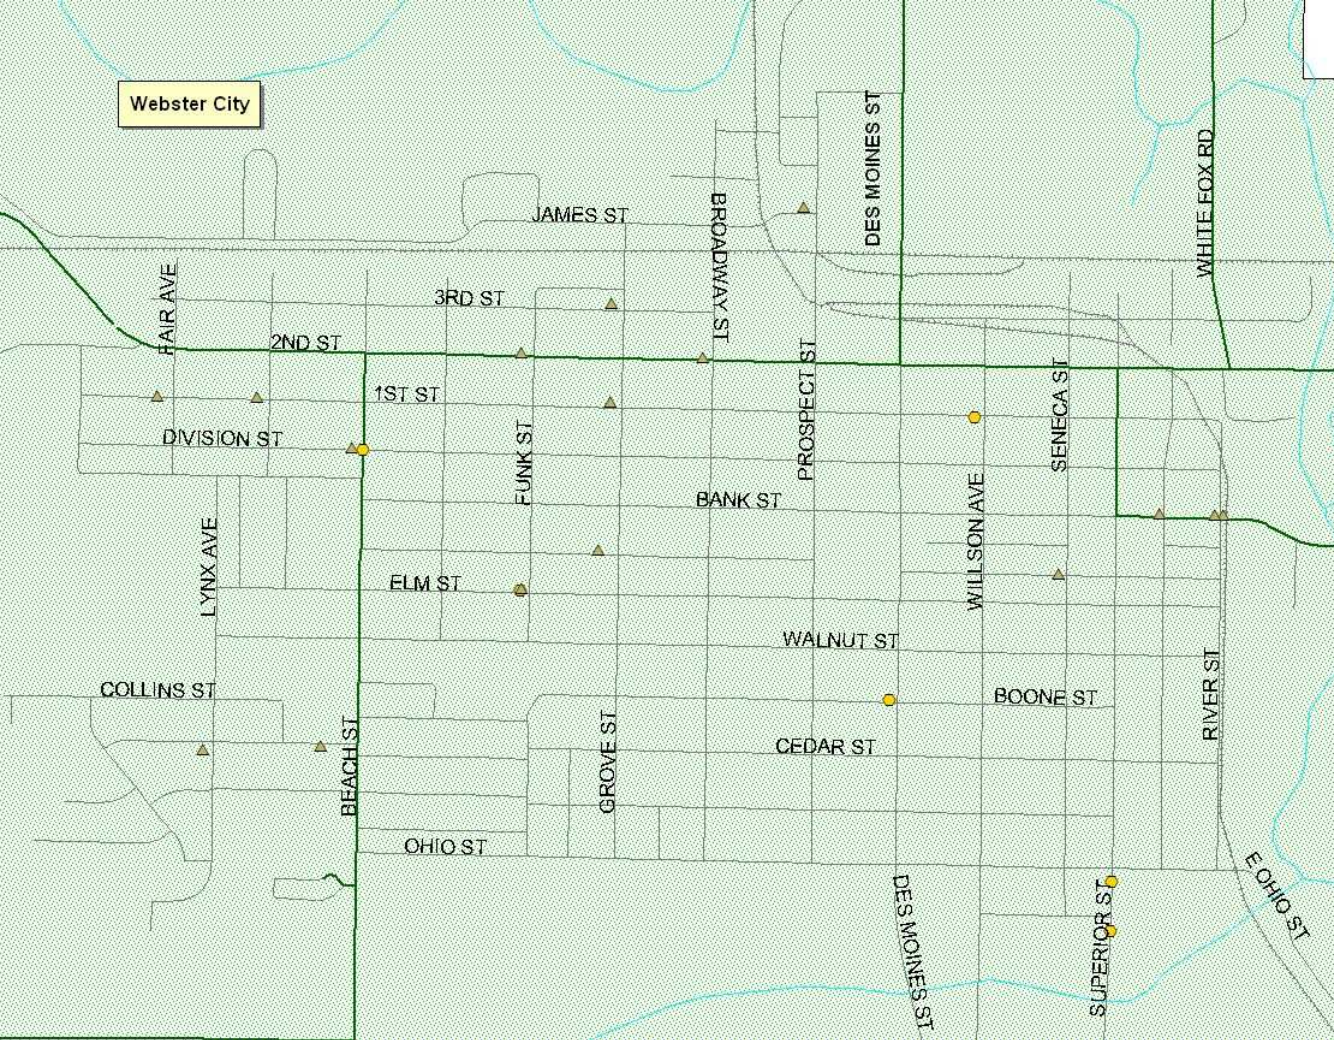 Webster City
DES MOINES ST
WHITE FOX RD
JAMES ST
BROADWAY ST
FAIR AVE
3RD ST
2ND ST
1ST ST
PROSPECT ST
SENECA ST
DIVISION ST
FUNK ST
BANK ST
WILLSON AVE
LYNX AVE
ELM ST
WALNUT ST
COLLINS ST
BOONE ST
RIVER ST
BEACH ST
GROVE ST
CEDAR ST
OHIO ST
E OHIO ST
DES MOINES ST
SUPERIOR ST